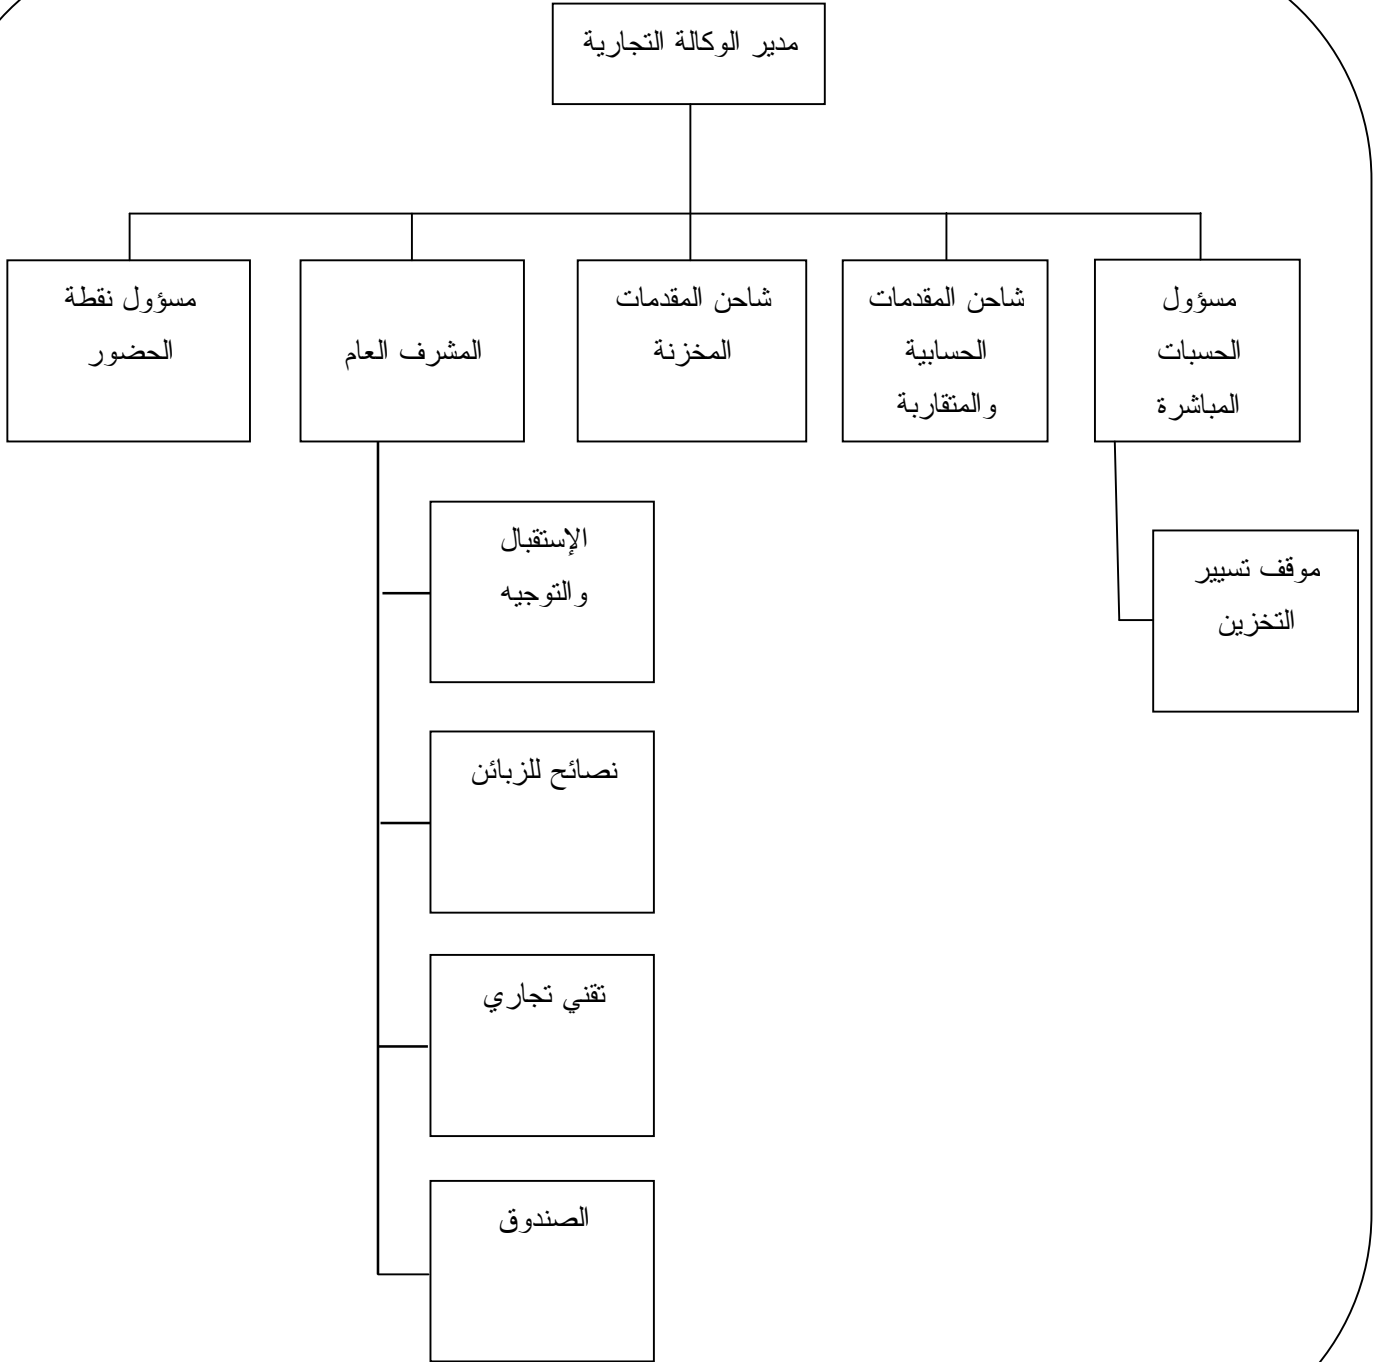 مدير الوكالة التجارية
مسؤول
الحسبات
المباشرة
شاحن المقدمات
الحسابية
والمتقاربة
شاحن المقدمات
المخزنة
المشرف العام
مسؤول نقطة
الحضور
موقف تسيير
التخزين
الإستقبال
والتوجيه
نصائح للزبائن
تقني تجاري
الصندوق